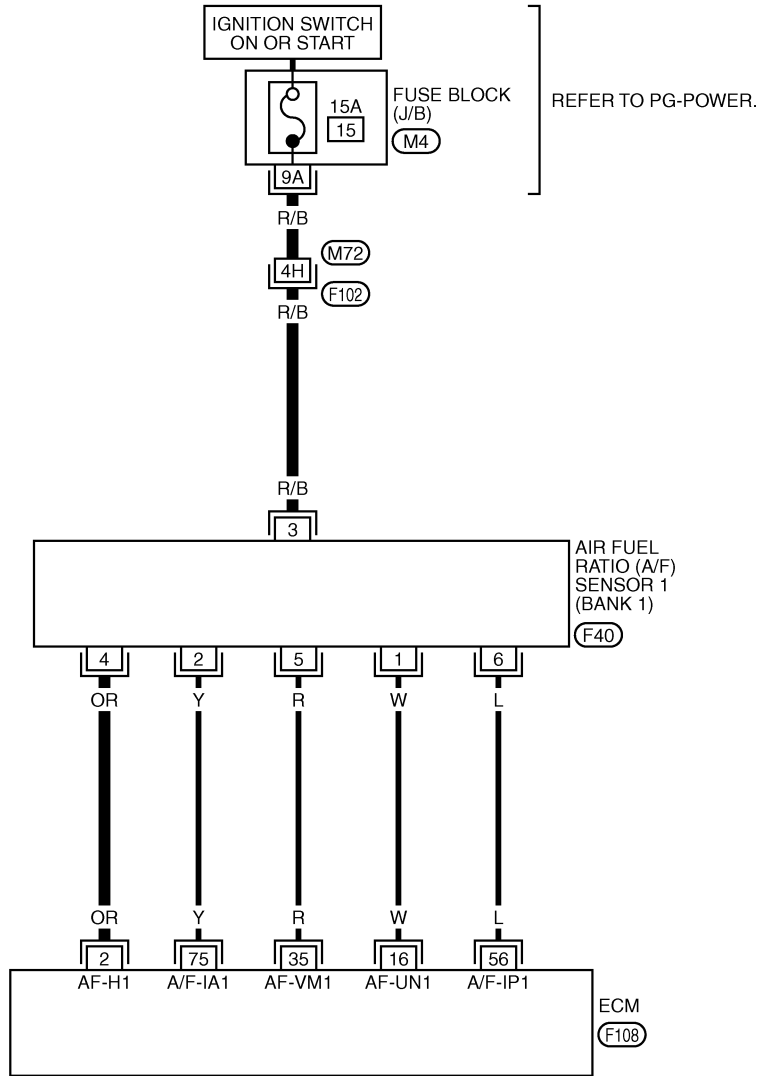 IGNITION SWITCH
ON OR START
FUSE BLOCK
(J/B)
M4
15A
15
REFER TO PG-POWER.
9A
R/B
M72
4H
F102
R/B
R/B
3
AIR FUEL
RATIO (A/F)
SENSOR 1
(BANK 1)
F40
4 2 5 1 6
OR Y R W L
OR Y R W L
2 75 35 16 56
AF-H1 A/F-IA1 AF-VM1 AF-UN1 A/F-IP1
ECM
F108